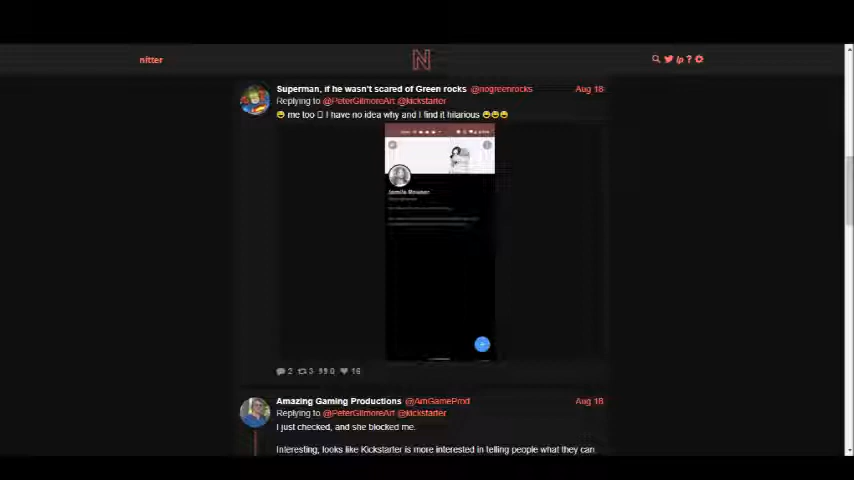 nitter
N
Superman, if he wasn't scared of Green rocks @nogreenrocks Aug 18
Replying to @PeterGilmoreArt @kickstarter
😄 me too I have no idea why and I find it hilarious 😄😄😄
2 3 0 16
Amazing Gaming Productions @AmGameProd Aug 18
Replying to @PeterGilmoreArt @kickstarter
I just checked, and she blocked me.
Interesting, looks like Kickstarter is more interested in telling people what they can